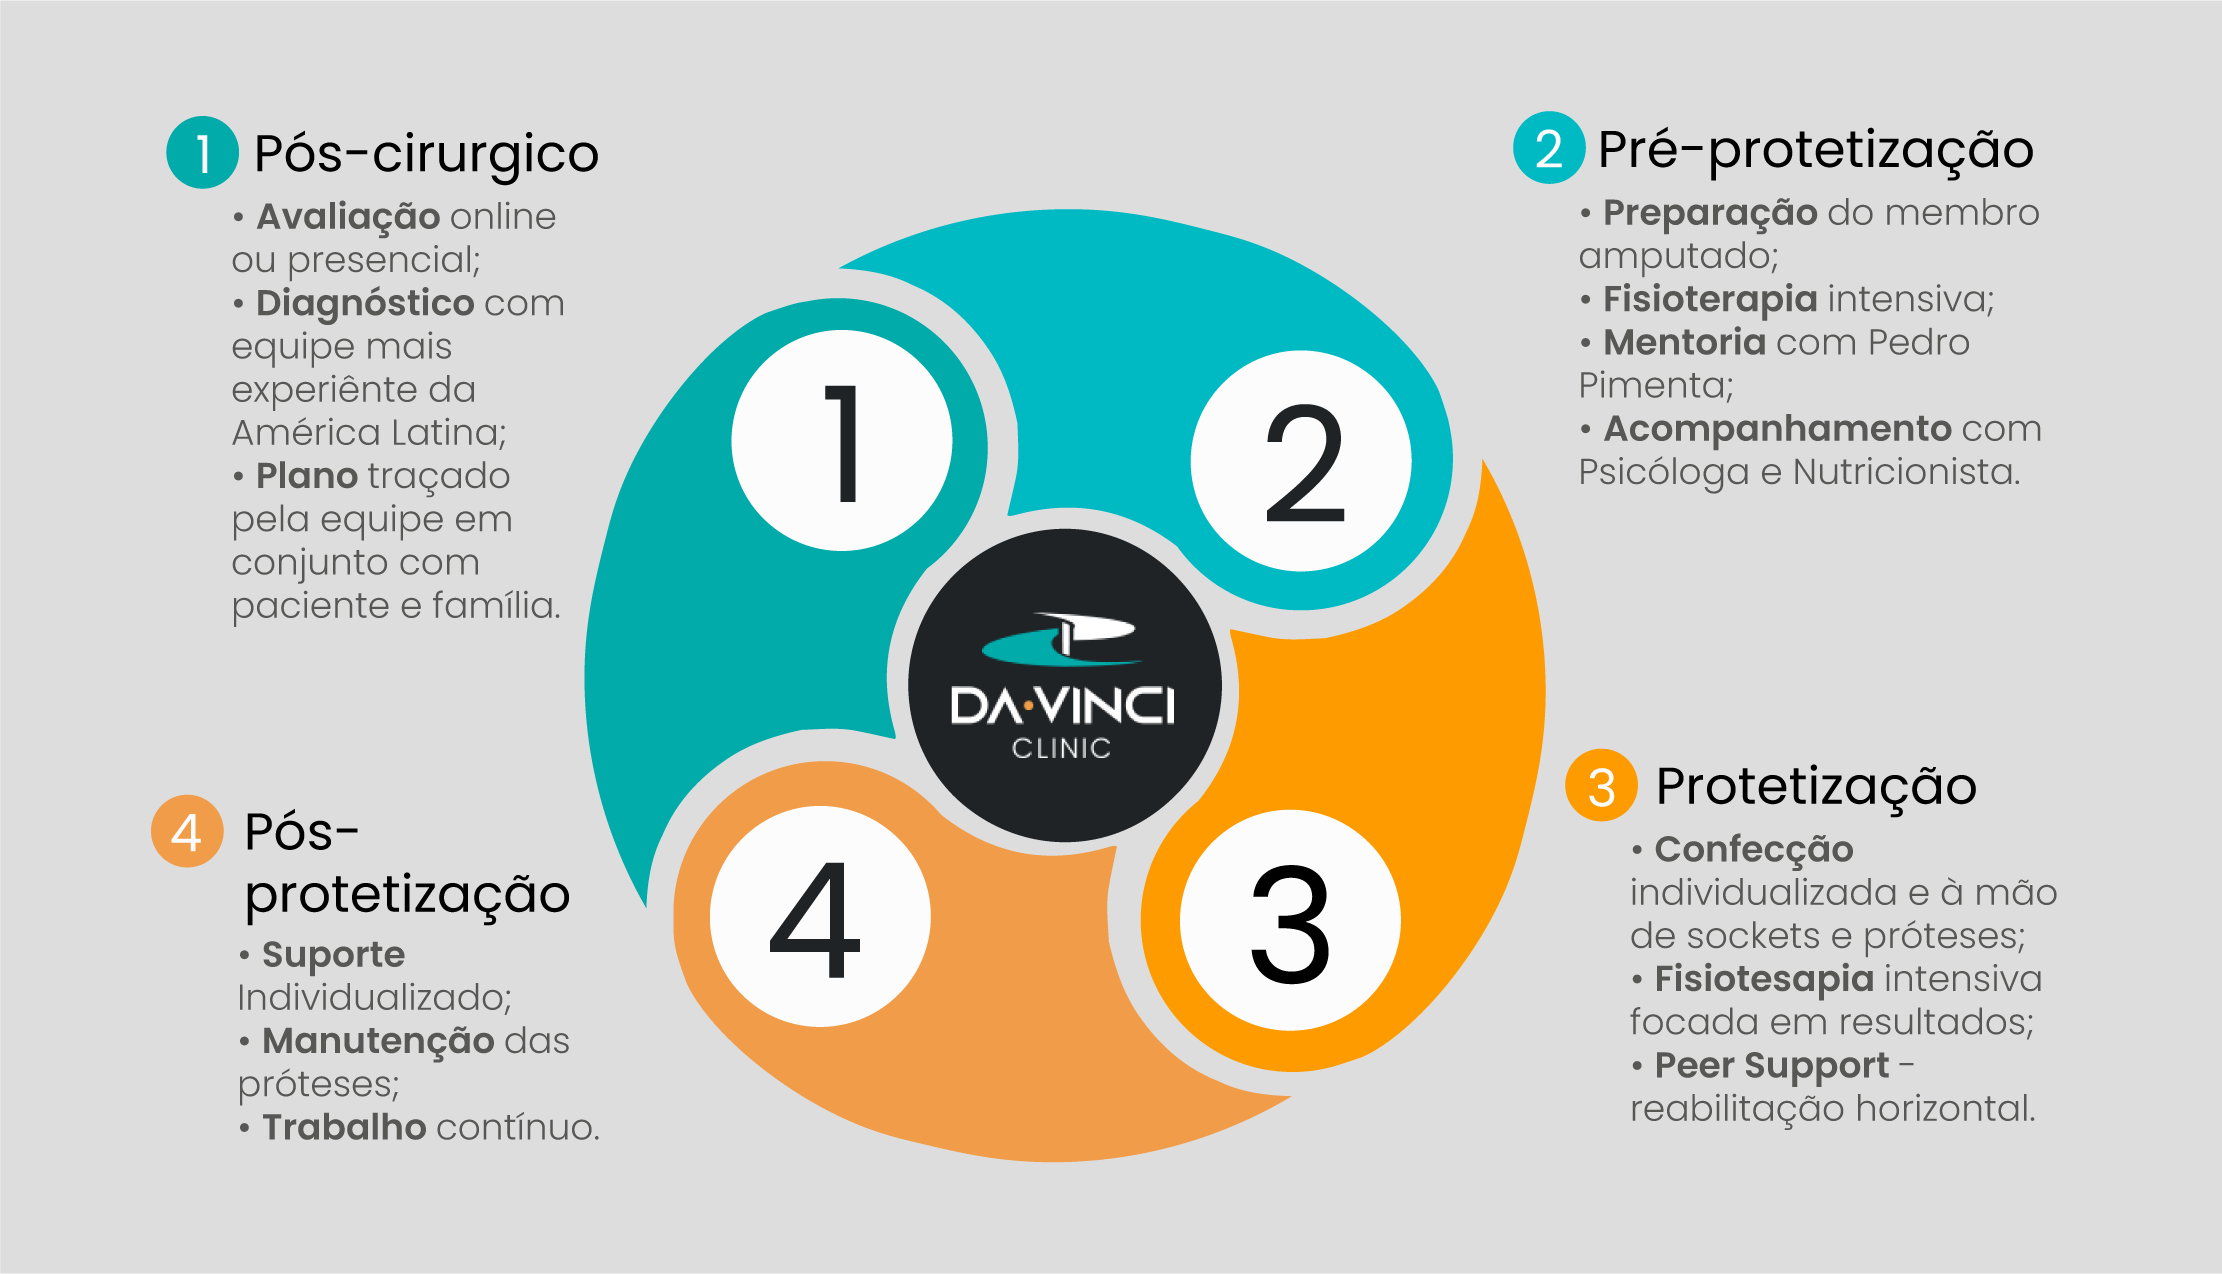 1 Pós-cirurgico
• Avaliação online
ou presencial;
• Diagnóstico com
equipe mais
experiênte da
América Latina;
• Plano traçado
pela equipe em
conjunto com
paciente e família.
2 Pré-protetização
• Preparação do membro
amputado;
• Fisioterapia intensiva;
• Mentoria com Pedro
Pimenta;
• Acompanhamento com
Psicóloga e Nutricionista.
1
2
DA•VINCI
CLINIC
4
3
3 Protetização
• Confecção
individualizada e à mão
de sockets e próteses;
• Fisiotesapia intensiva
focada em resultados;
• Peer Support -
reabilitação horizontal.
4 Pós-
protetização
• Suporte
Individualizado;
• Manutenção das
próteses;
• Trabalho contínuo.